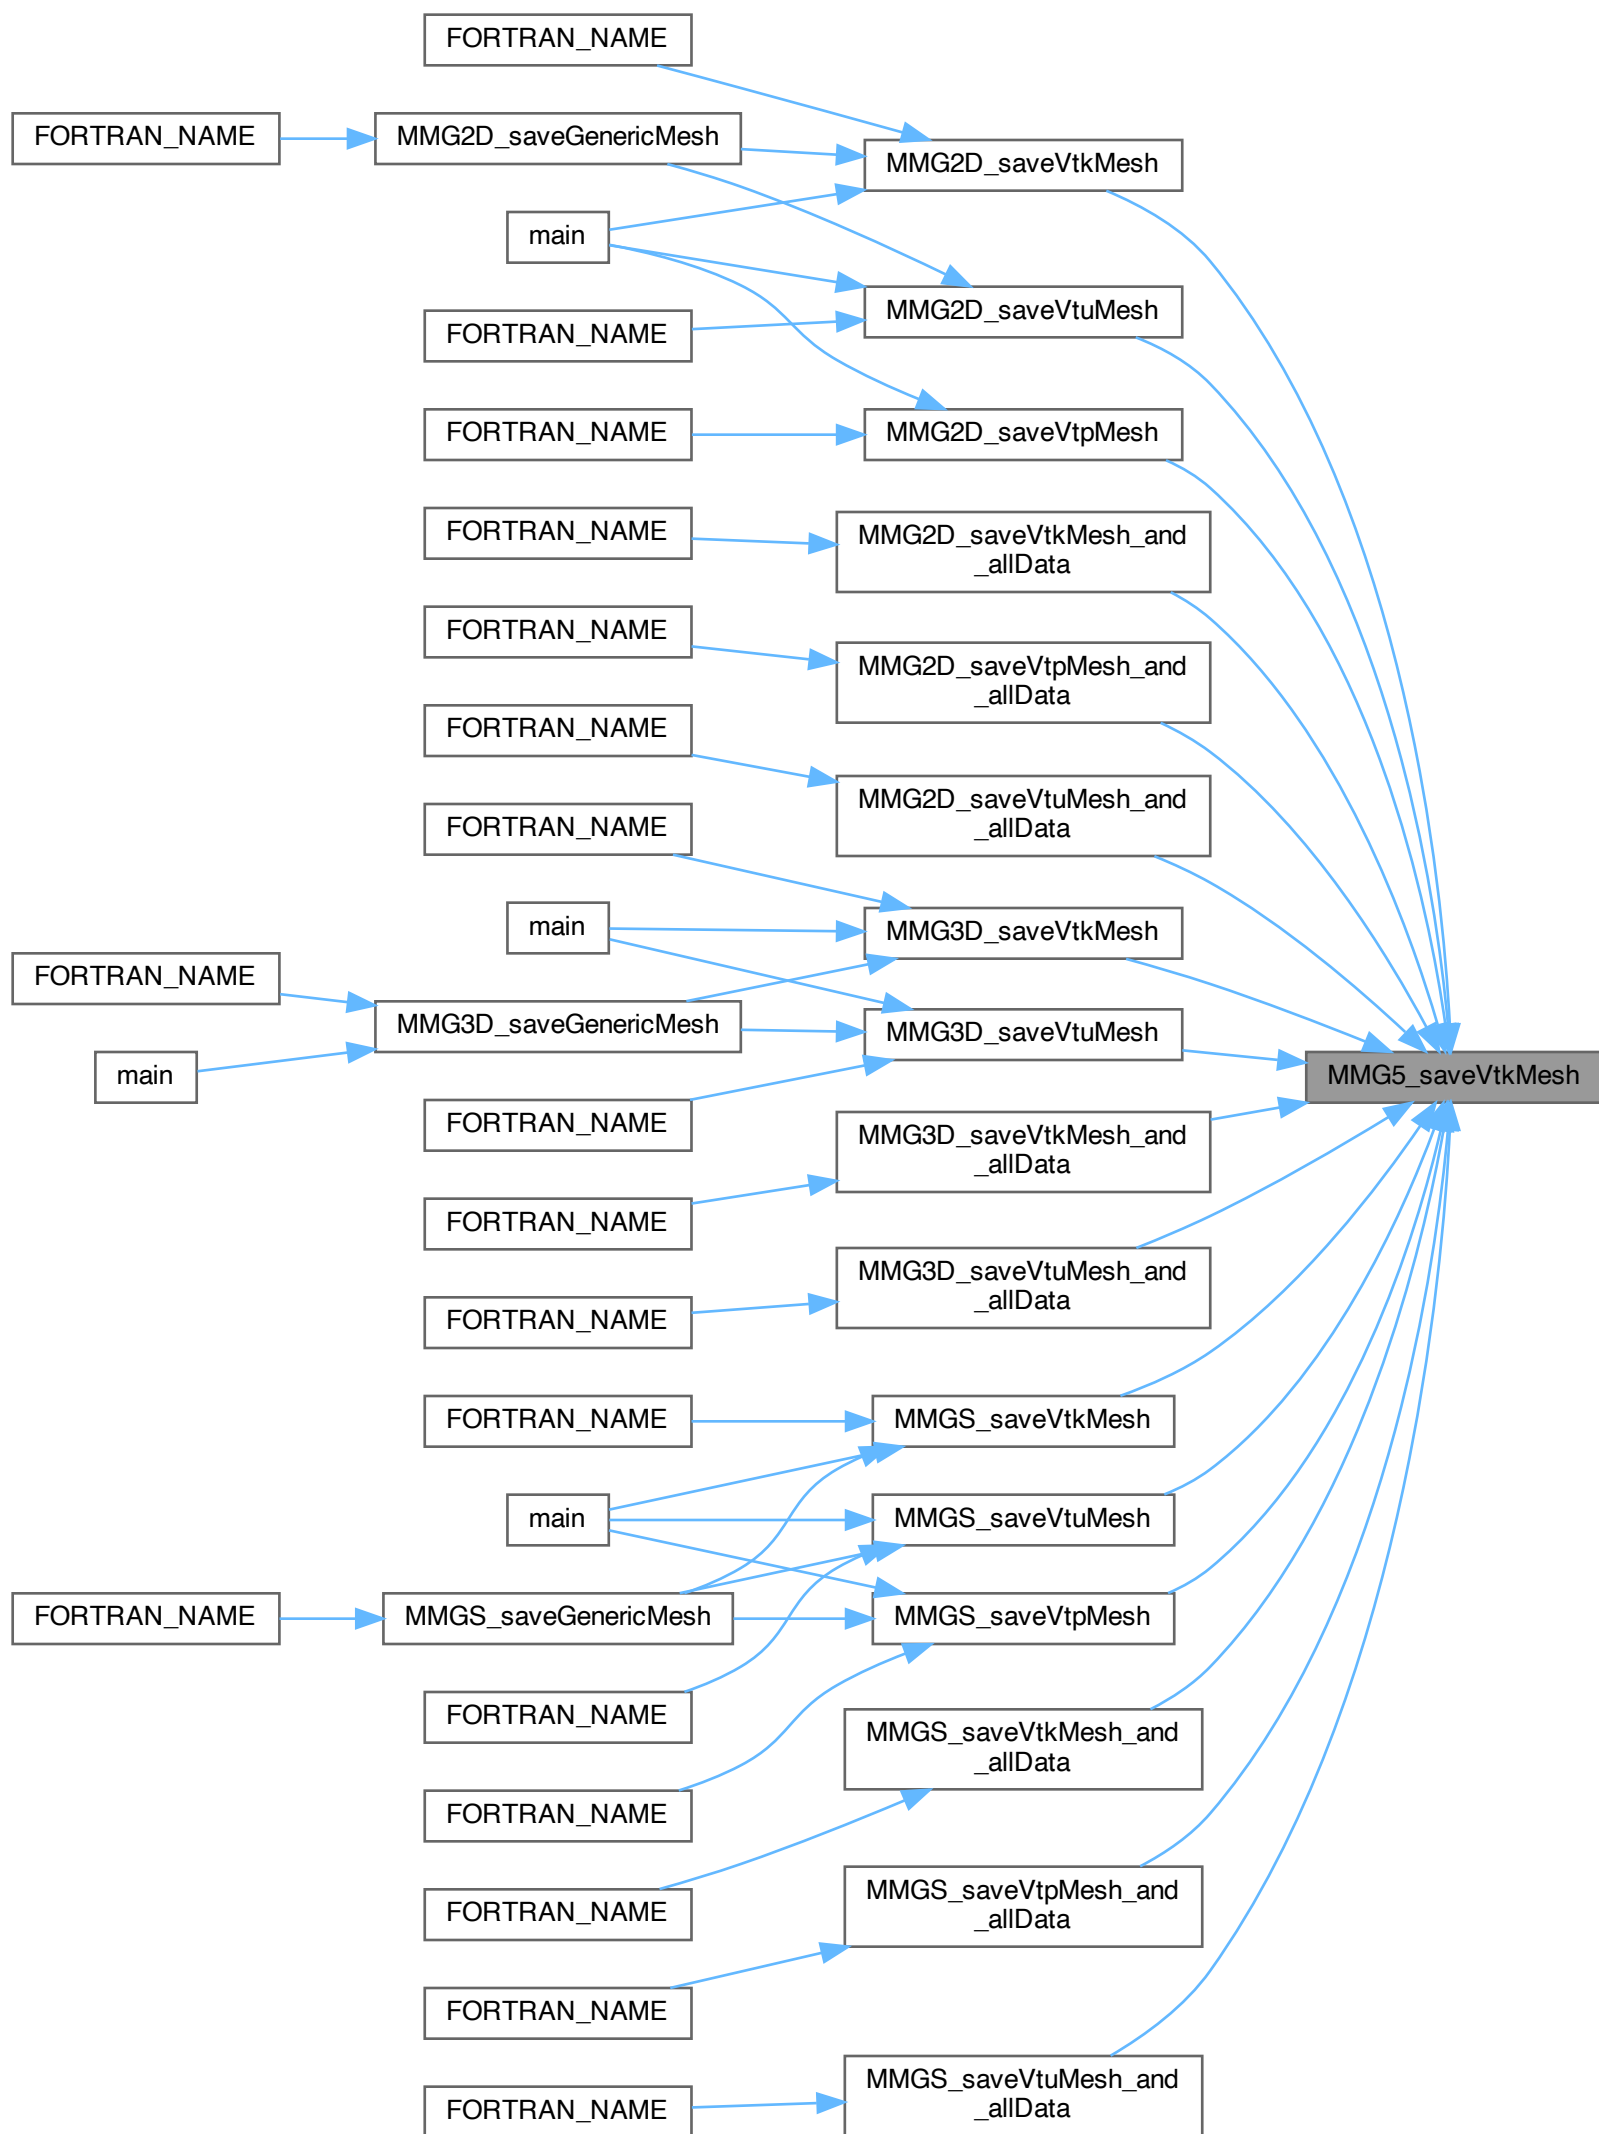 FORTRAN_NAME
FORTRAN_NAME
MMG2D_saveGenericMesh
MMG2D_saveVtkMesh
main
MMG2D_saveVtuMesh
FORTRAN_NAME
FORTRAN_NAME
MMG2D_saveVtpMesh
FORTRAN_NAME
MMG2D_saveVtkMesh_and
_allData
FORTRAN_NAME
MMG2D_saveVtpMesh_and
_allData
FORTRAN_NAME
MMG2D_saveVtuMesh_and
_allData
FORTRAN_NAME
main
MMG3D_saveVtkMesh
FORTRAN_NAME
MMG3D_saveGenericMesh
MMG3D_saveVtuMesh
main
MMG5_saveVtkMesh
FORTRAN_NAME
MMG3D_saveVtkMesh_and
_allData
FORTRAN_NAME
MMG3D_saveVtuMesh_and
_allData
FORTRAN_NAME
FORTRAN_NAME
MMGS_saveVtkMesh
main
MMGS_saveVtuMesh
FORTRAN_NAME
MMGS_saveGenericMesh
MMGS_saveVtpMesh
FORTRAN_NAME
MMGS_saveVtkMesh_and
_allData
FORTRAN_NAME
FORTRAN_NAME
MMGS_saveVtpMesh_and
_allData
FORTRAN_NAME
MMGS_saveVtuMesh_and
_allData
FORTRAN_NAME